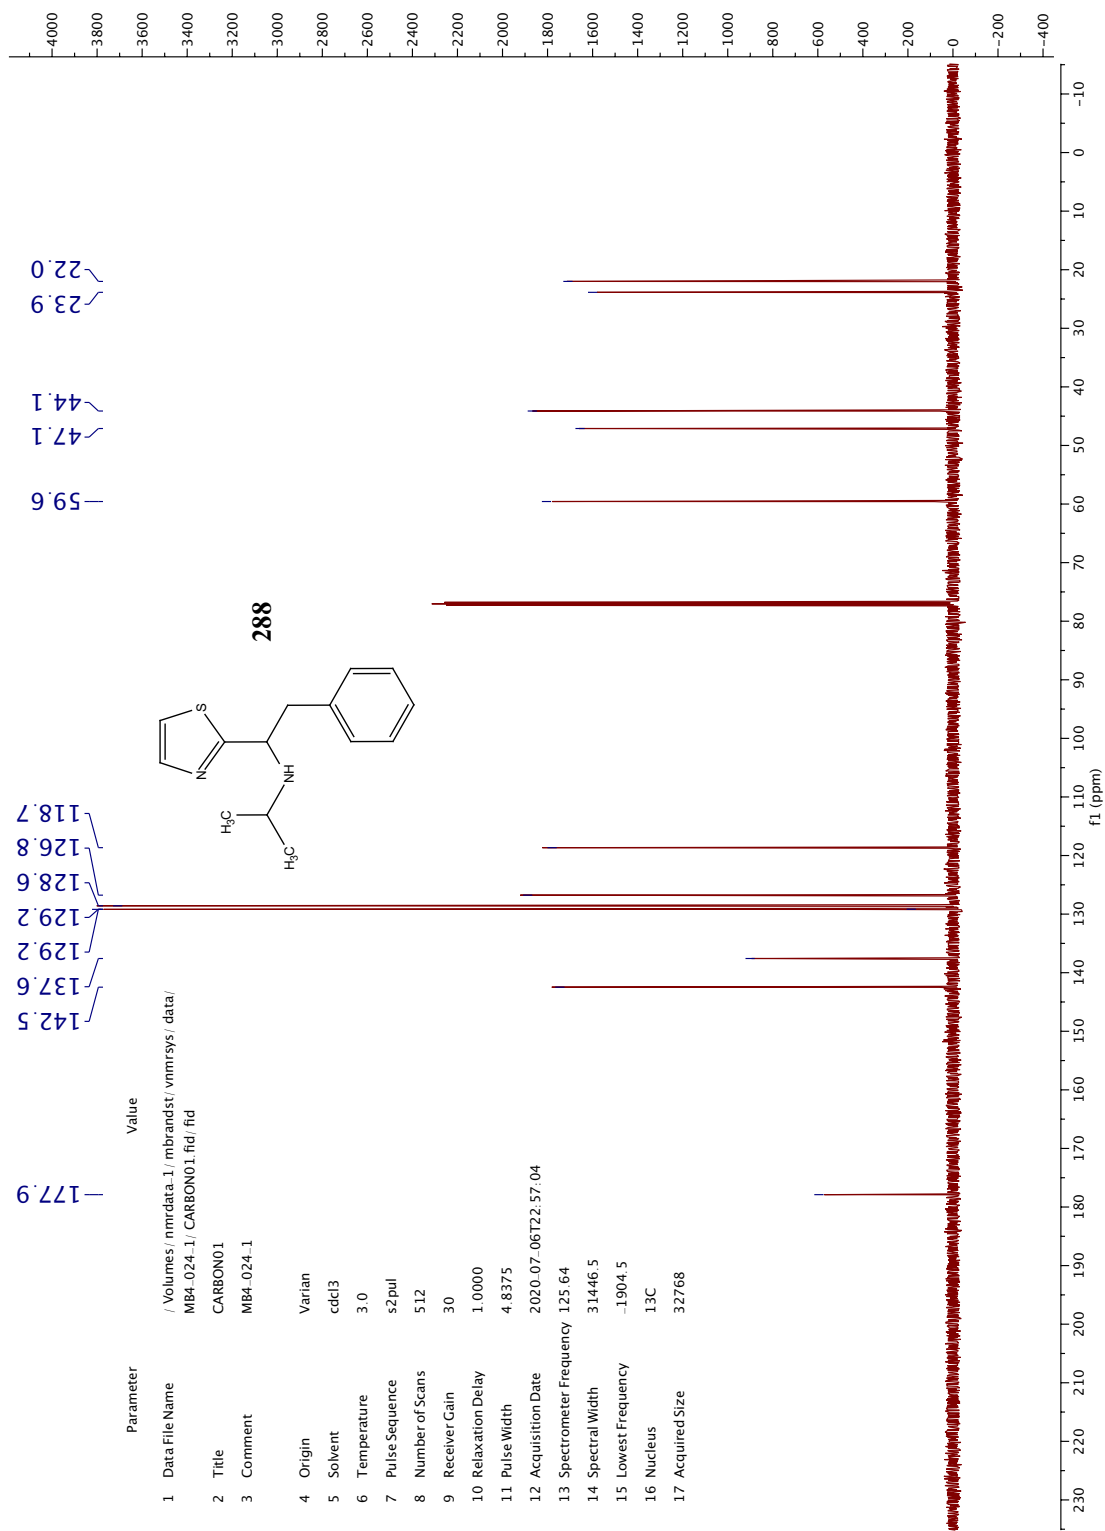 Parameter Value
1 Data File Name / Volumes/ nmrdata-1/ mbrandst/ vnmrsys/ data/
MB4-024-1/ CARBON01.fid/ fid
2 Title CARBON01
3 Comment MB4-024-1
4 Origin Varian
5 Solvent cdcl3
6 Temperature 3.0
7 Pulse Sequence s2pul
8 Number of Scans 512
9 Receiver Gain 30
10 Relaxation Delay 1.0000
11 Pulse Width 4.8375
12 Acquisition Date 2020-07-06T22:57:04
13 Spectrometer Frequency 125.64
14 Spectral Width 31446.5
15 Lowest Frequency -1904.5
16 Nucleus 13C
17 Acquired Size 32768
177.9
142.5
137.6
129.2
129.2
128.6
126.8
118.7
59.6
47.1
44.1
23.9
22.0
N
S
NH
H3C
H3C
288
4000
3800
3600
3400
3200
3000
2800
2600
2400
2200
2000
1800
1600
1400
1200
1000
800
600
400
200
0
-200
-400
230 220 210 200 190 180 170 160 150 140 130 120 110 100 90 80 70 60 50 40 30 20 10 0 -10
f1 (ppm)